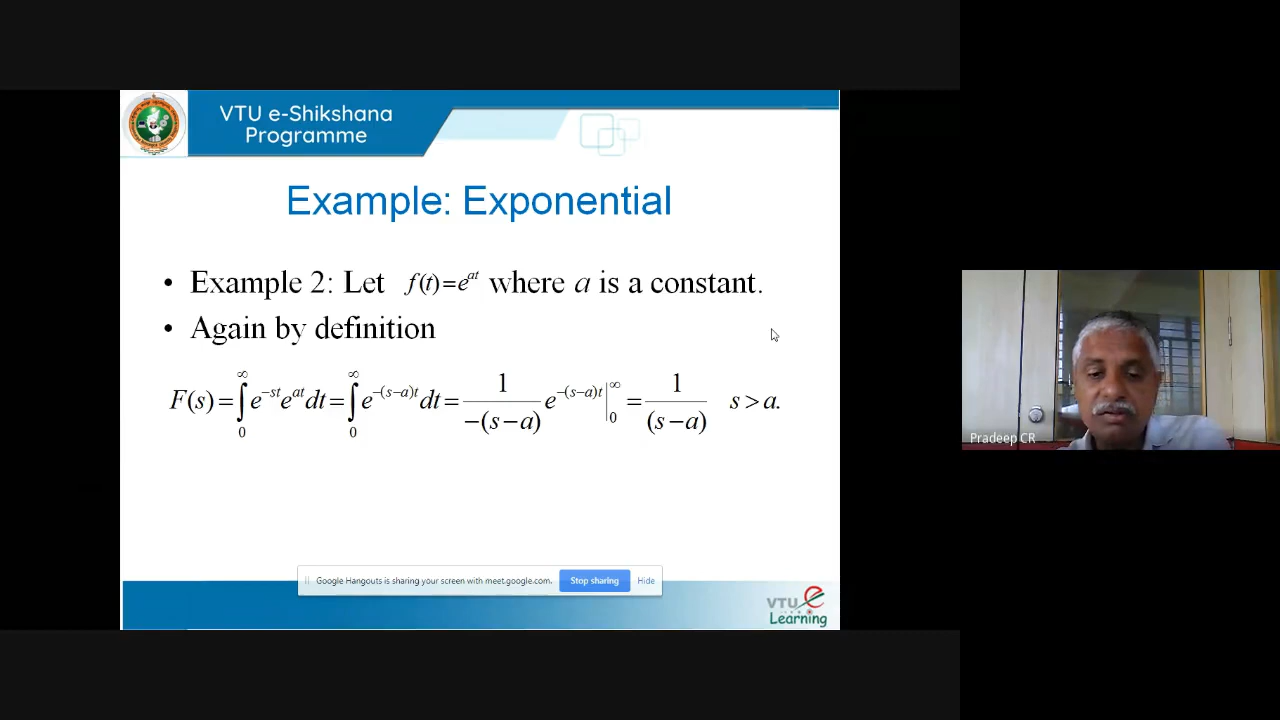 VTU e-Shikshana
Programme
Example: Exponential
• Example 2: Let f(t)=e^{at} where a is a constant.
• Again by definition
F(s) = ∫_0^∞ e^{−st}e^{at}dt = ∫_0^∞ e^{−(s−a)t}dt = \frac{1}{−(s−a)} e^{−(s−a)t}|_0^∞ = \frac{1}{(s−a)} s > a.
Google Hangouts is sharing your screen with meet.google.com. Stop sharing Hide
VTU e
Learning
Pradeep CR